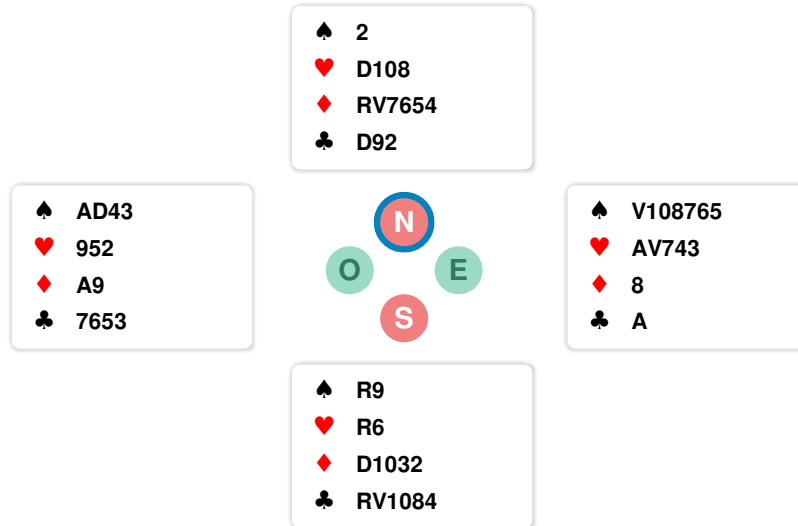 ♠ 2
♥ D108
♦ RV7654
♣ D92
♠ AD43
♥ 952
♦ A9
♣ 7653
N
O E
S
♠ V108765
♥ AV743
♦ 8
♣ A
♠ R9
♥ R6
♦ D1032
♣ RV1084